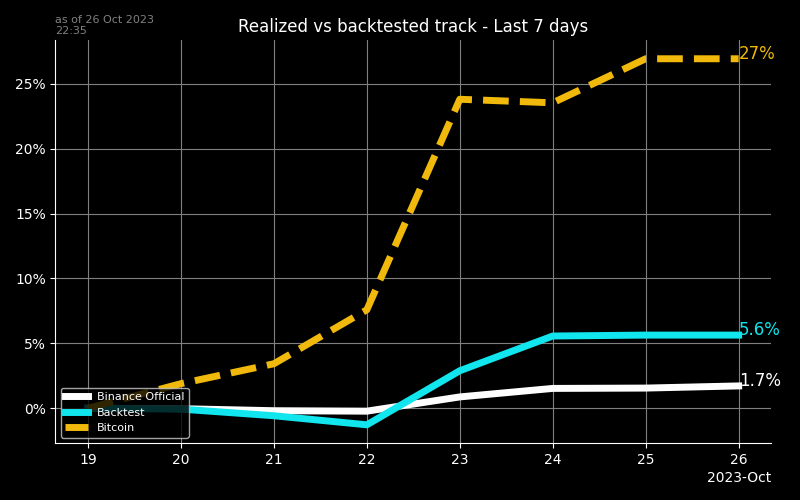 as of 26 Oct 2023
22:35
Realized vs backtested track - Last 7 days
27%
25%
20%
15%
10%
5%
5.6%
1.7%
0%
Binance Official
Backtest
Bitcoin
19 20 21 22 23 24 25 26
2023-Oct